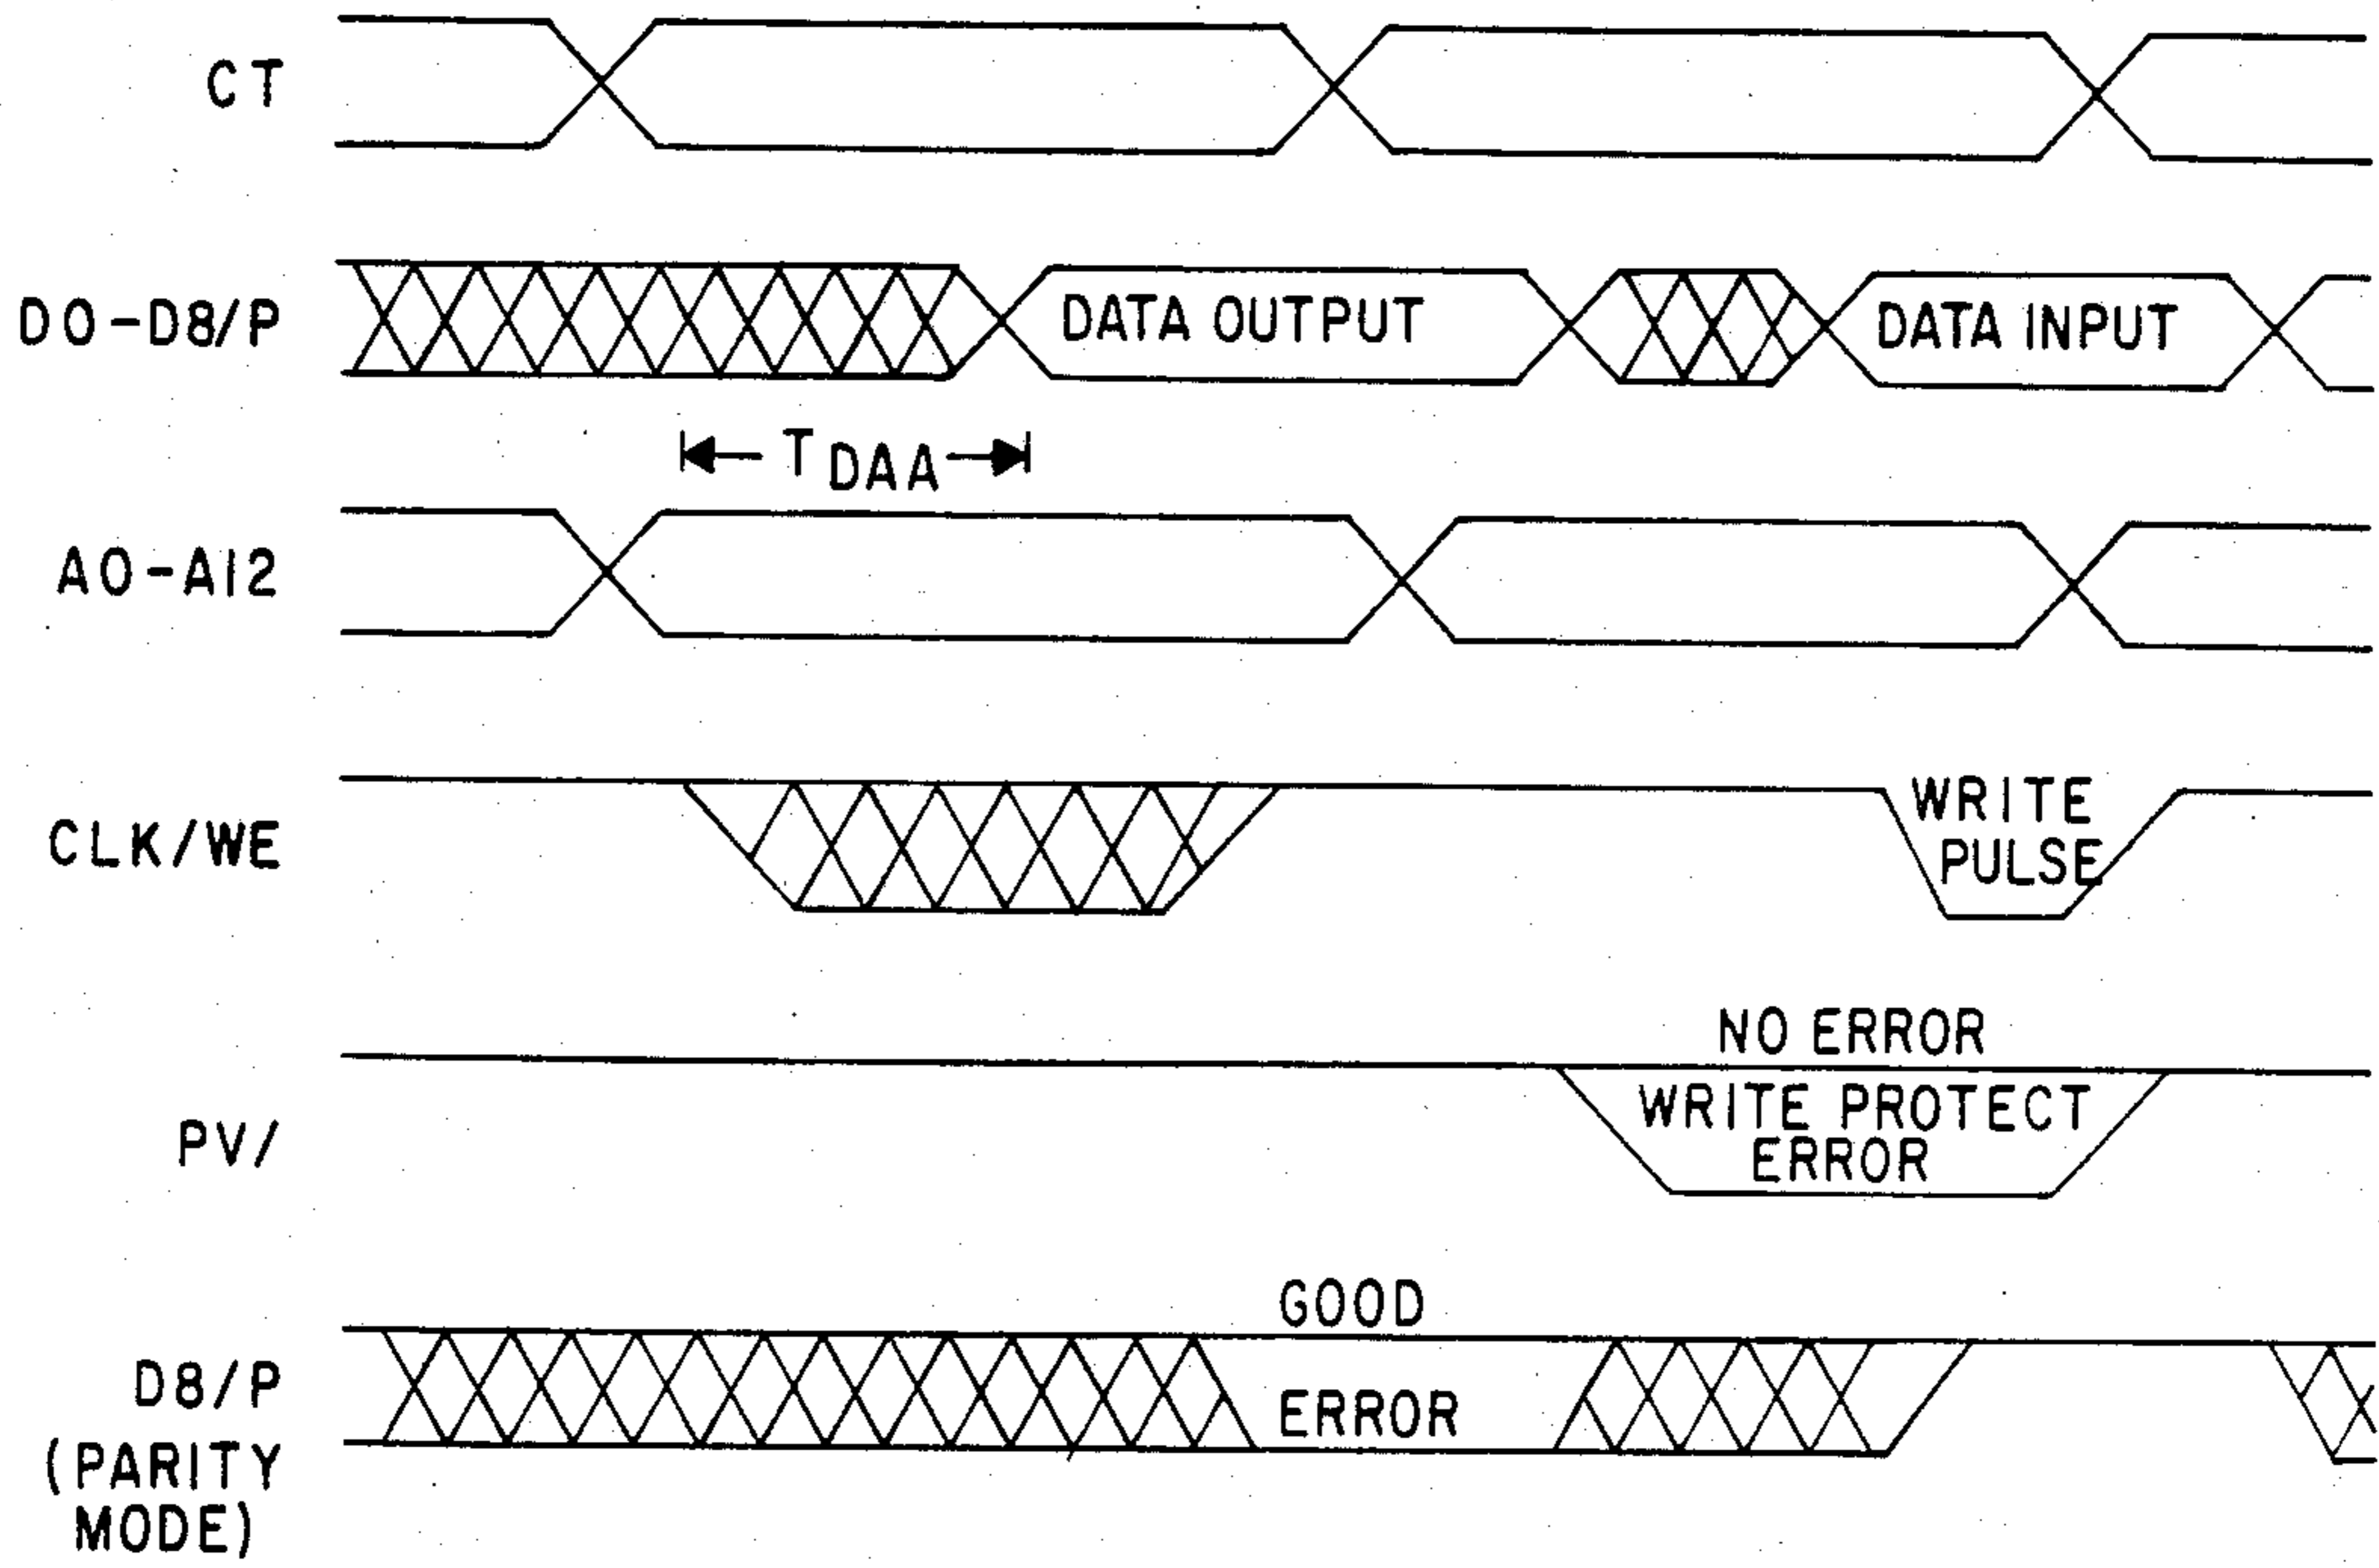 CT
D0-D8/P
DATA OUTPUT
DATA INPUT
TDAA
A0-A12
CLK/WE
WRITE
PULSE
NO ERROR
PV/
WRITE PROTECT
ERROR
GOOD
D8/P
ERROR
(PARITY
MODE)